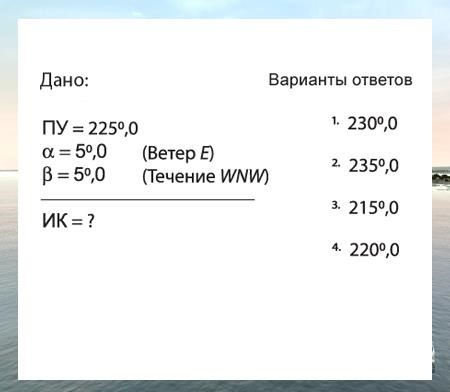 Дано:
Варианты ответов
ПУ = 225⁰,0
α = 5⁰,0 (Ветер E)
β = 5⁰,0 (Течение WNW)
ИК = ?
1. 230⁰,0
2. 235⁰,0
3. 215⁰,0
4. 220⁰,0